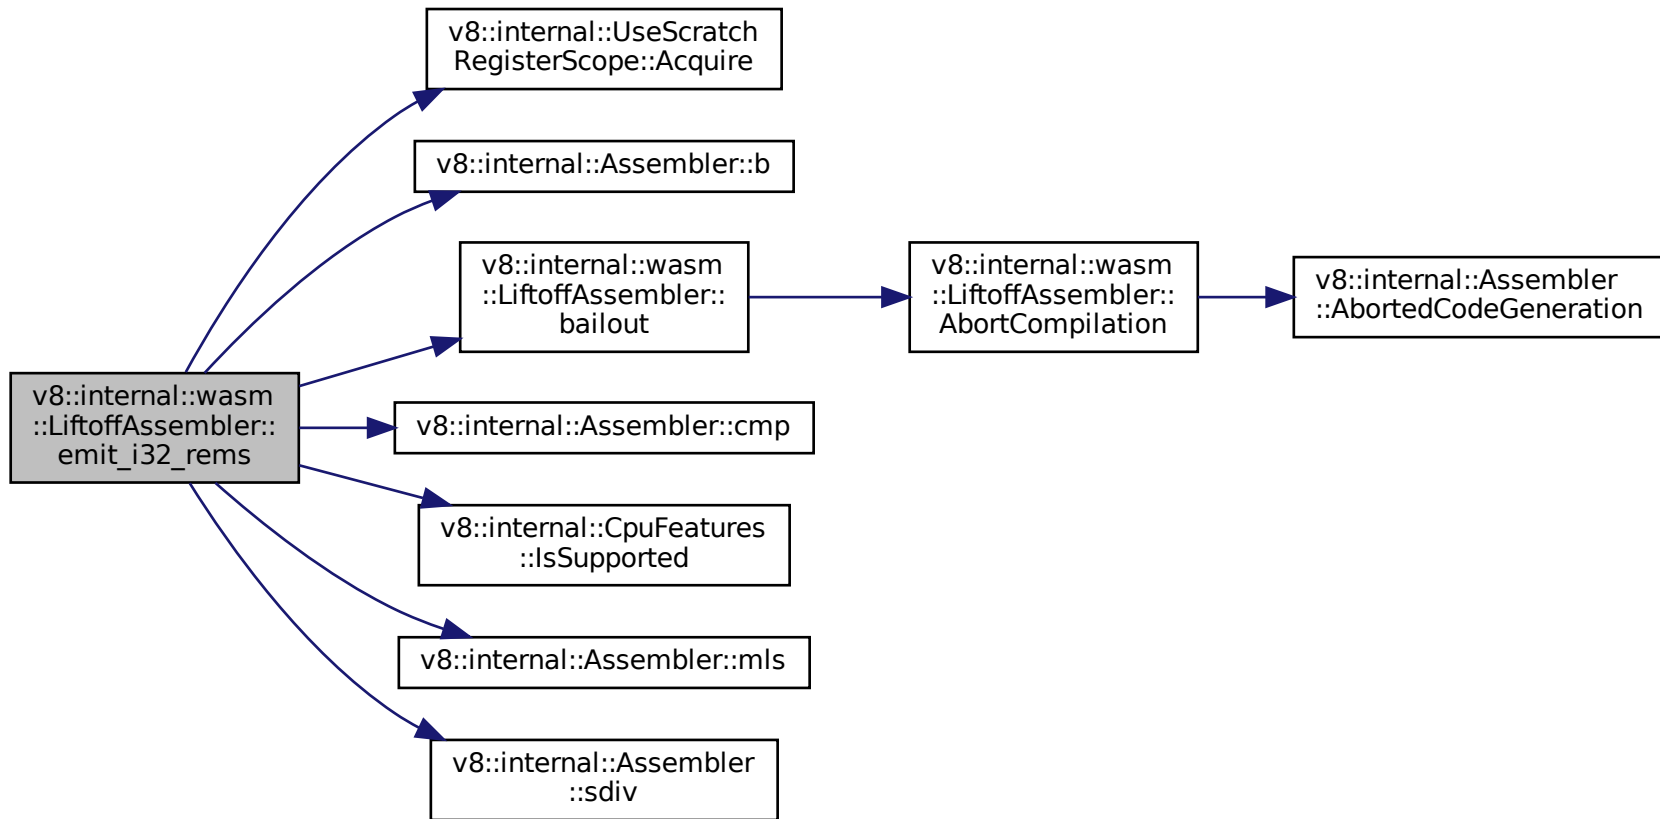 v8::internal::UseScratch
RegisterScope::Acquire
v8::internal::Assembler::b
v8::internal::wasm
::LiftoffAssembler::
bailout
v8::internal::wasm
::LiftoffAssembler::
AbortCompilation
v8::internal::Assembler
::AbortedCodeGeneration
v8::internal::wasm
::LiftoffAssembler::
emit_i32_rems
v8::internal::Assembler::cmp
v8::internal::CpuFeatures
::IsSupported
v8::internal::Assembler::mls
v8::internal::Assembler
::sdiv